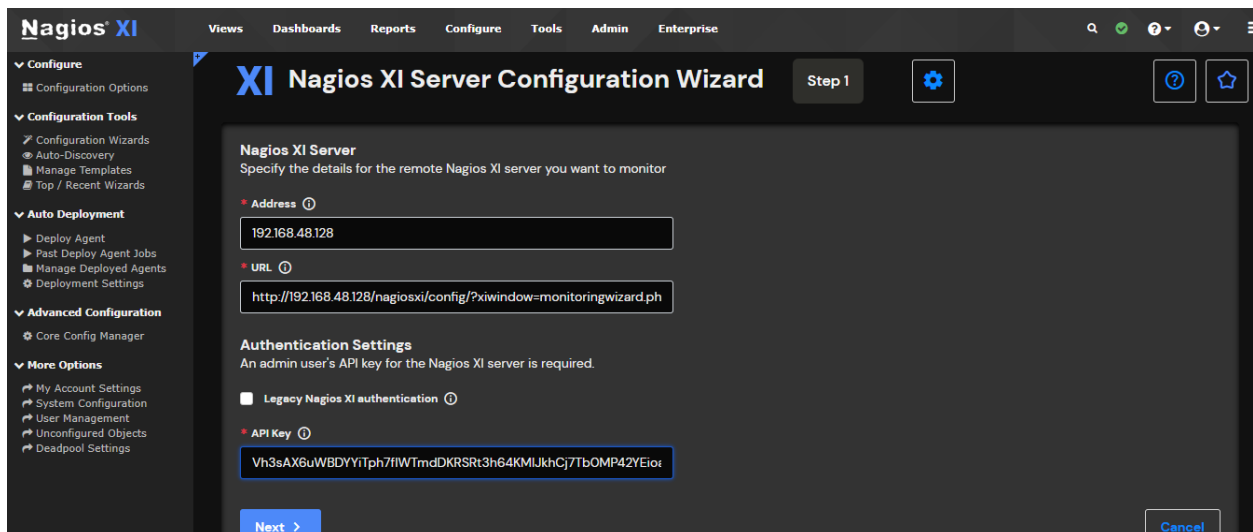 Nagios® XI
Views Dashboards Reports Configure Tools Admin Enterprise
Configure
Configuration Options
Configuration Tools
Configuration Wizards
Auto-Discovery
Manage Templates
Top / Recent Wizards
Auto Deployment
Deploy Agent
Past Deploy Agent Jobs
Manage Deployed Agents
Deployment Settings
Advanced Configuration
Core Config Manager
More Options
My Account Settings
System Configuration
User Management
Unconfigured Objects
Deadpool Settings
XI Nagios XI Server Configuration Wizard Step 1
Nagios XI Server
Specify the details for the remote Nagios XI server you want to monitor
* Address
192.168.48.128
* URL
http://192.168.48.128/nagiosxi/config/?xiwindow=monitoringwizard.ph
Authentication Settings
An admin user's API key for the Nagios XI server is required.
Legacy Nagios XI authentication
* API Key
Next >
Cancel